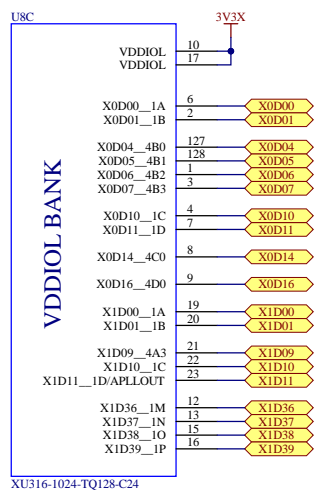 U8C
3V3X
VDDIOL 10
VDDIOL 17
X0D00__1A 6 X0D00
X0D01__1B 2 X0D01
X0D04__4B0 127 X0D04
X0D05__4B1 128 X0D05
X0D06__4B2 1 X0D06
X0D07__4B3 3 X0D07
X0D10__1C 4 X0D10
X0D11__1D 7 X0D11
X0D14__4C0 8 X0D14
X0D16__4D0 9 X0D16
X1D00__1A 19 X1D00
X1D01__1B 20 X1D01
X1D09__4A3 21 X1D09
X1D10__1C 22 X1D10
X1D11__1D/APLLOUT 23 X1D11
X1D36__1M 12 X1D36
X1D37__1N 13 X1D37
X1D38__1O 15 X1D38
X1D39__1P 16 X1D39
VDDIOL BANK
XU316-1024-TQ128-C24